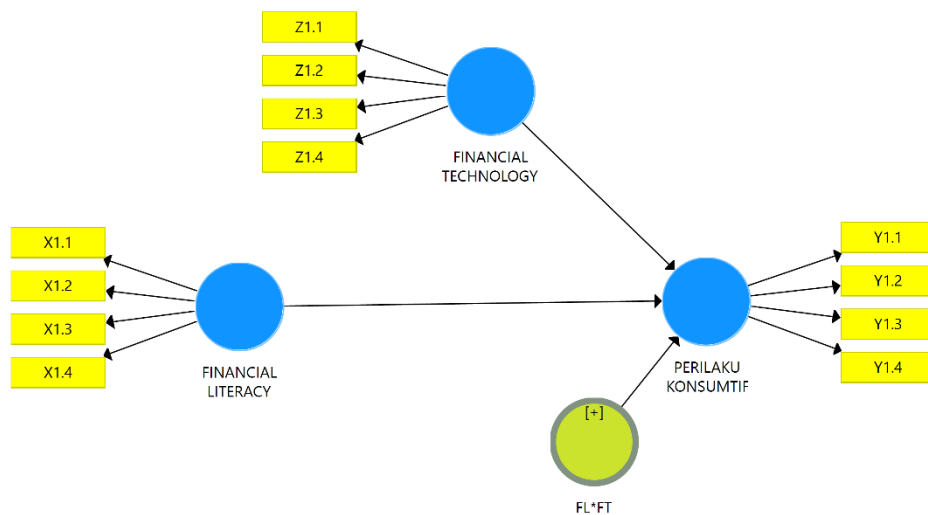 Z1.1
Z1.2
Z1.3
Z1.4
FINANCIAL
TECHNOLOGY
X1.1
X1.2
X1.3
X1.4
FINANCIAL
LITERACY
Y1.1
Y1.2
Y1.3
Y1.4
PERILAKU
KONSUMTIF
[+]
FL*FT